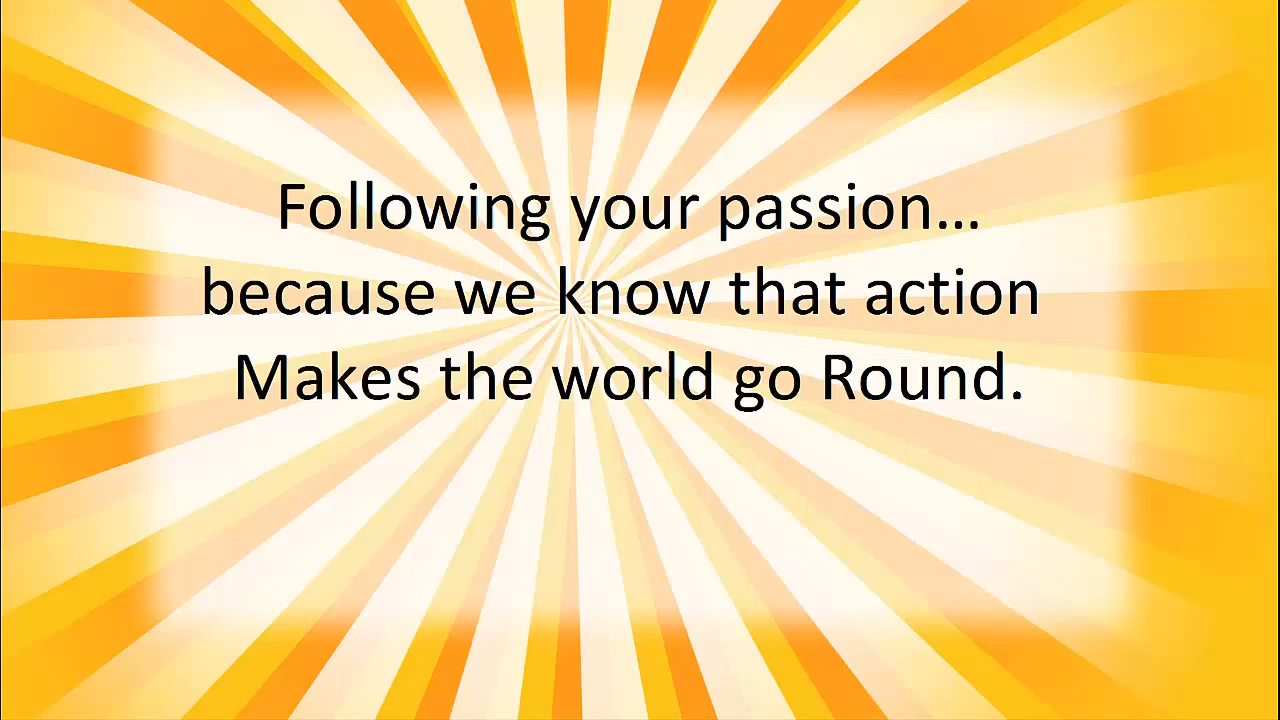 Following your passion...
because we know that action
Makes the world go Round.